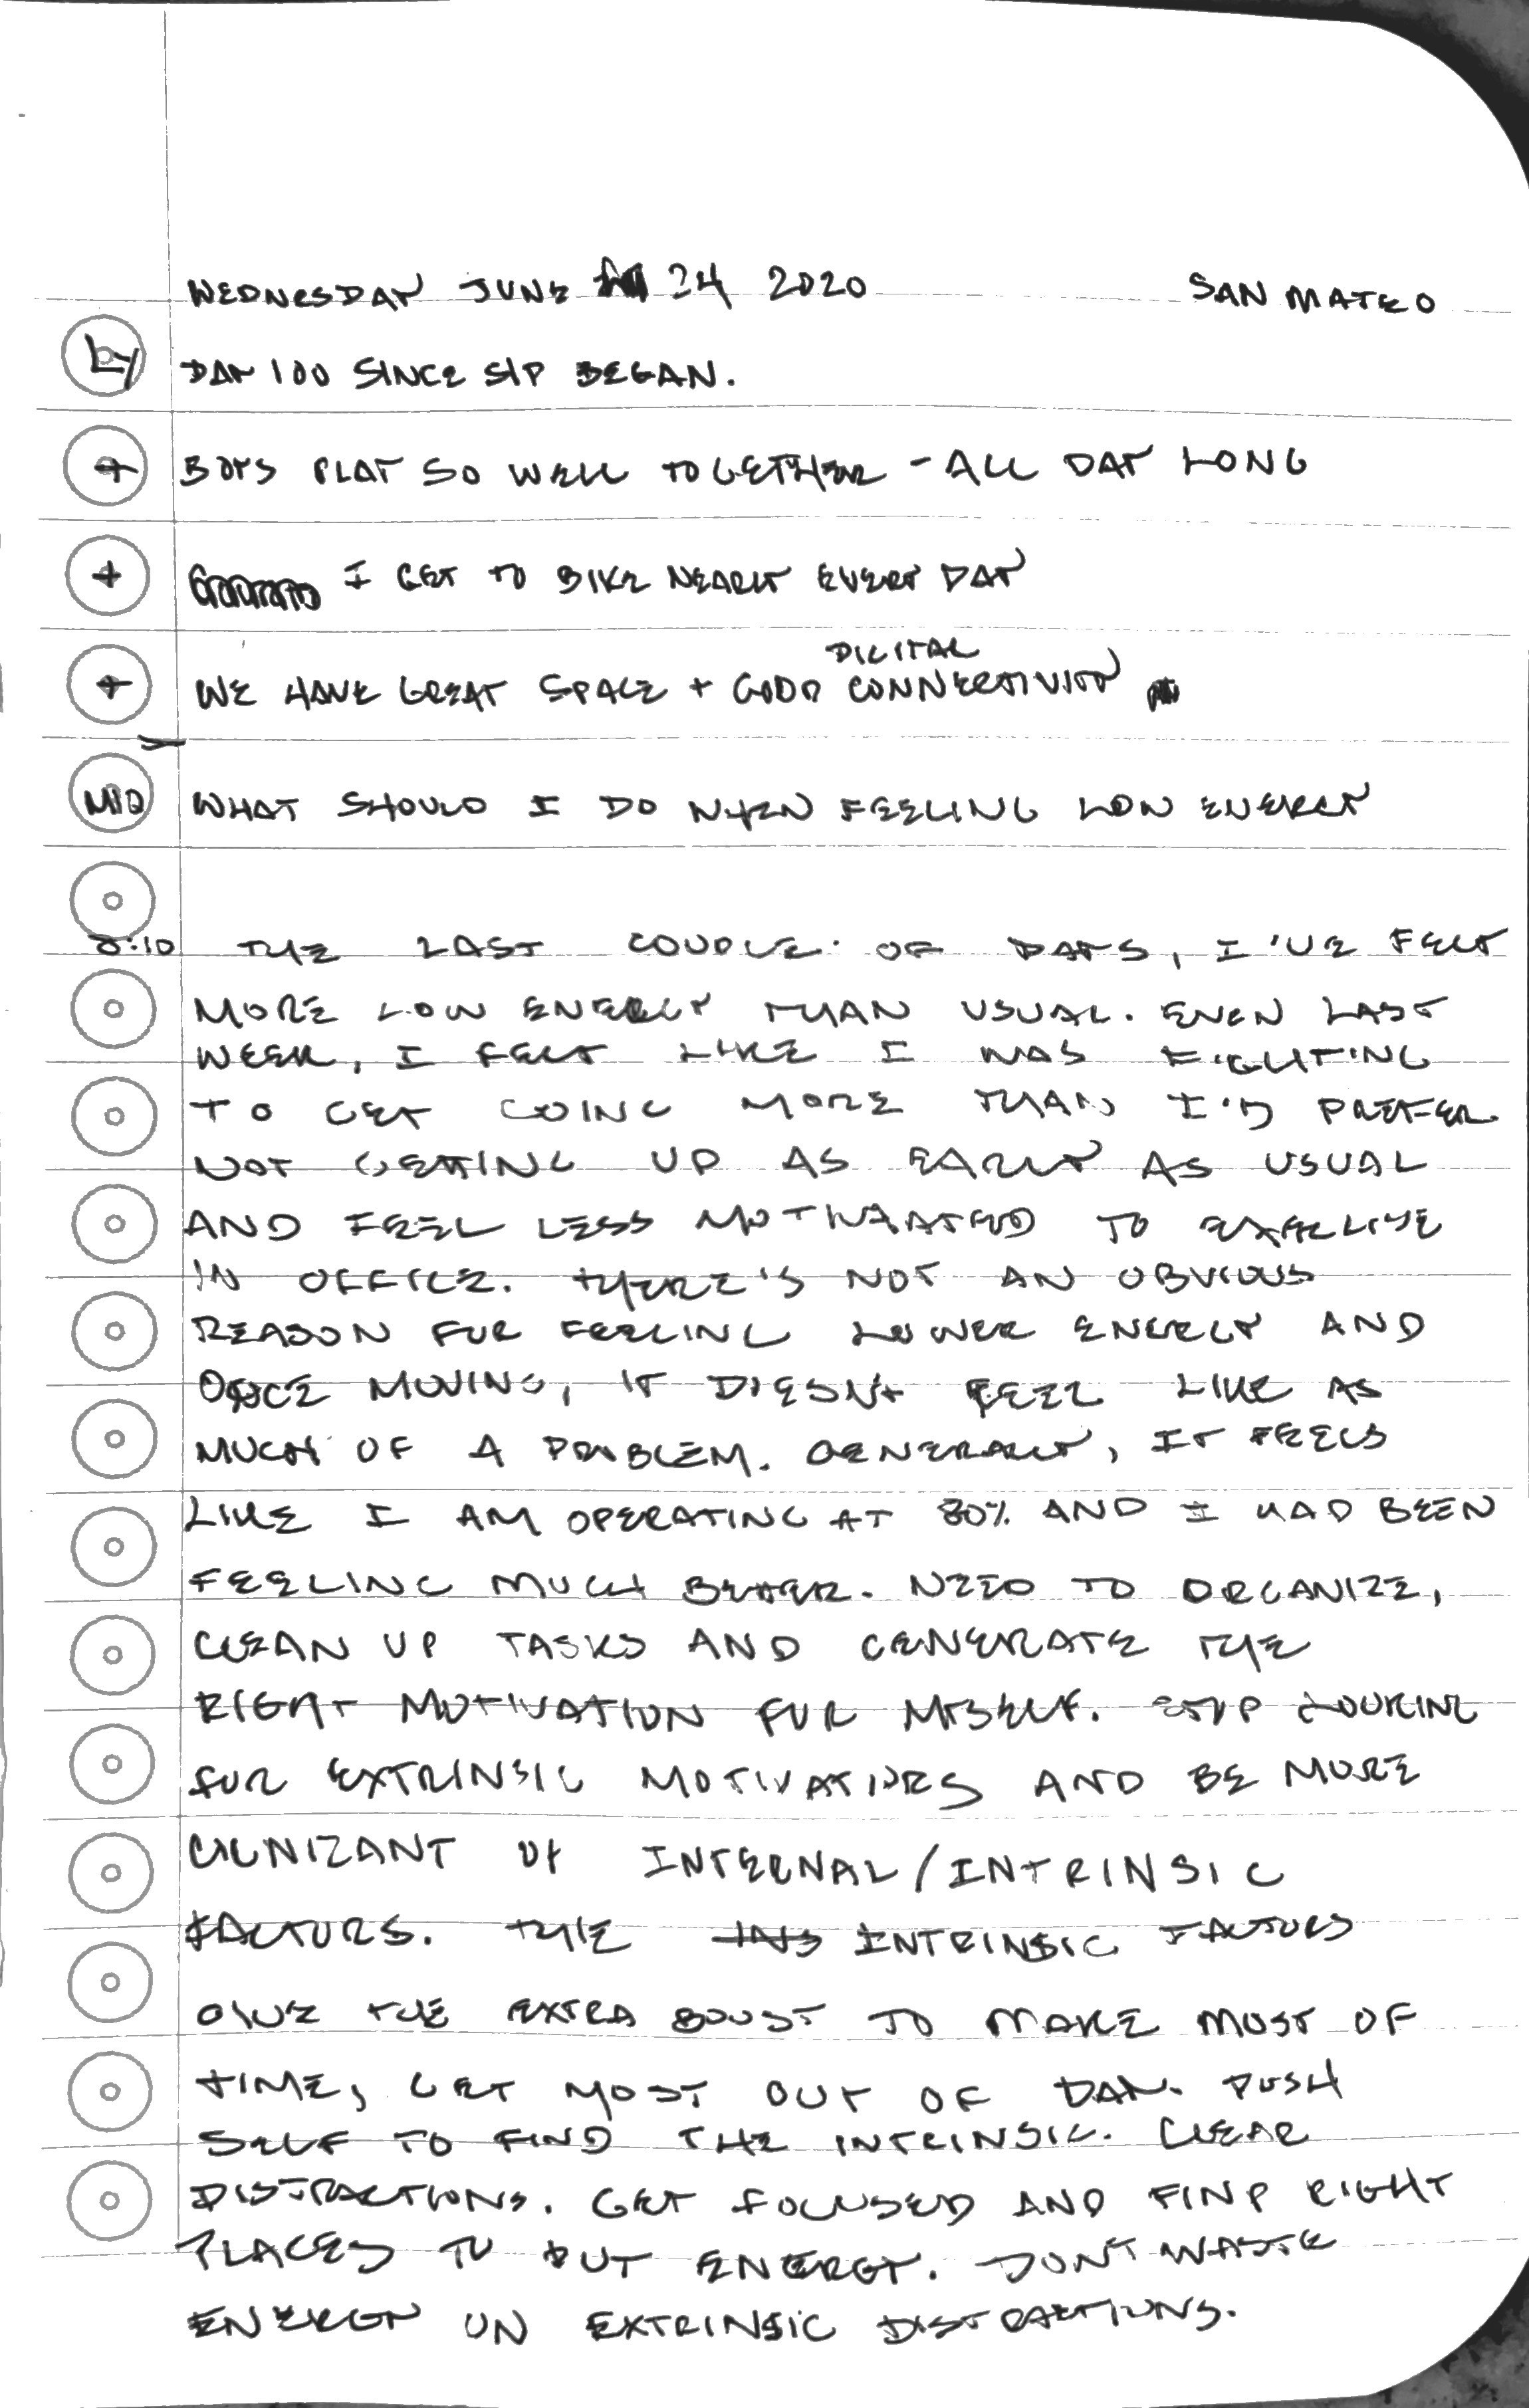 WEDNESDAY JUNE 24 2020 SAN MATEO
LY DAY 100 SINCE SIP BEGAN.
+ BOYS PLAY SO WELL TOGETHER - ALL DAY LONG
+ I GET TO BIKE NEARLY EVERY DAY
DIGITAL
+ WE HAVE GREAT SPACE + GOOD CONNECTIVITY
MIQ WHAT SHOULD I DO WHEN FEELING LOW ENERGY
8:10 THE LAST COUPLE OF DAYS, I'VE FELT
MORE LOW ENERGY THAN USUAL. EVEN LAST
WEEK, I FELT LIKE I WAS FIGHTING
TO GET GOING MORE THAN I'D PREFER
NOT GETTING UP AS EARLY AS USUAL
AND FEEL LESS MOTIVATED TO EXERCISE
IN OFFICE. THERE'S NOT AN OBVIOUS
REASON FOR FEELING LOWER ENERGY AND
ONCE MOVING, IT DOESN'T FEEL LIKE AS
MUCH OF A PROBLEM. GENERALLY, IT FEELS
LIKE I AM OPERATING AT 80% AND I HAD BEEN
FEELING MUCH BETTER. NEED TO ORGANIZE,
CLEAN UP TASKS AND GENERATE THE
RIGHT MOTIVATION FOR MYSELF. STOP LOOKING
FOR EXTRINSIC MOTIVATORS AND BE MORE
COGNIZANT OF INTERNAL/INTRINSIC
FACTORS. THE INTRINSIC FACTORS
GIVE THE EXTRA BOOST TO MAKE MOST OF
TIME, GET MOST OUT OF DAY. PUSH
SELF TO FIND THE INTRINSIC. CLEAR
DISTRACTIONS. GET FOCUSED AND FIND RIGHT
PLACES TO PUT ENERGY. DON'T WASTE
ENERGY ON EXTRINSIC DISTRACTIONS.